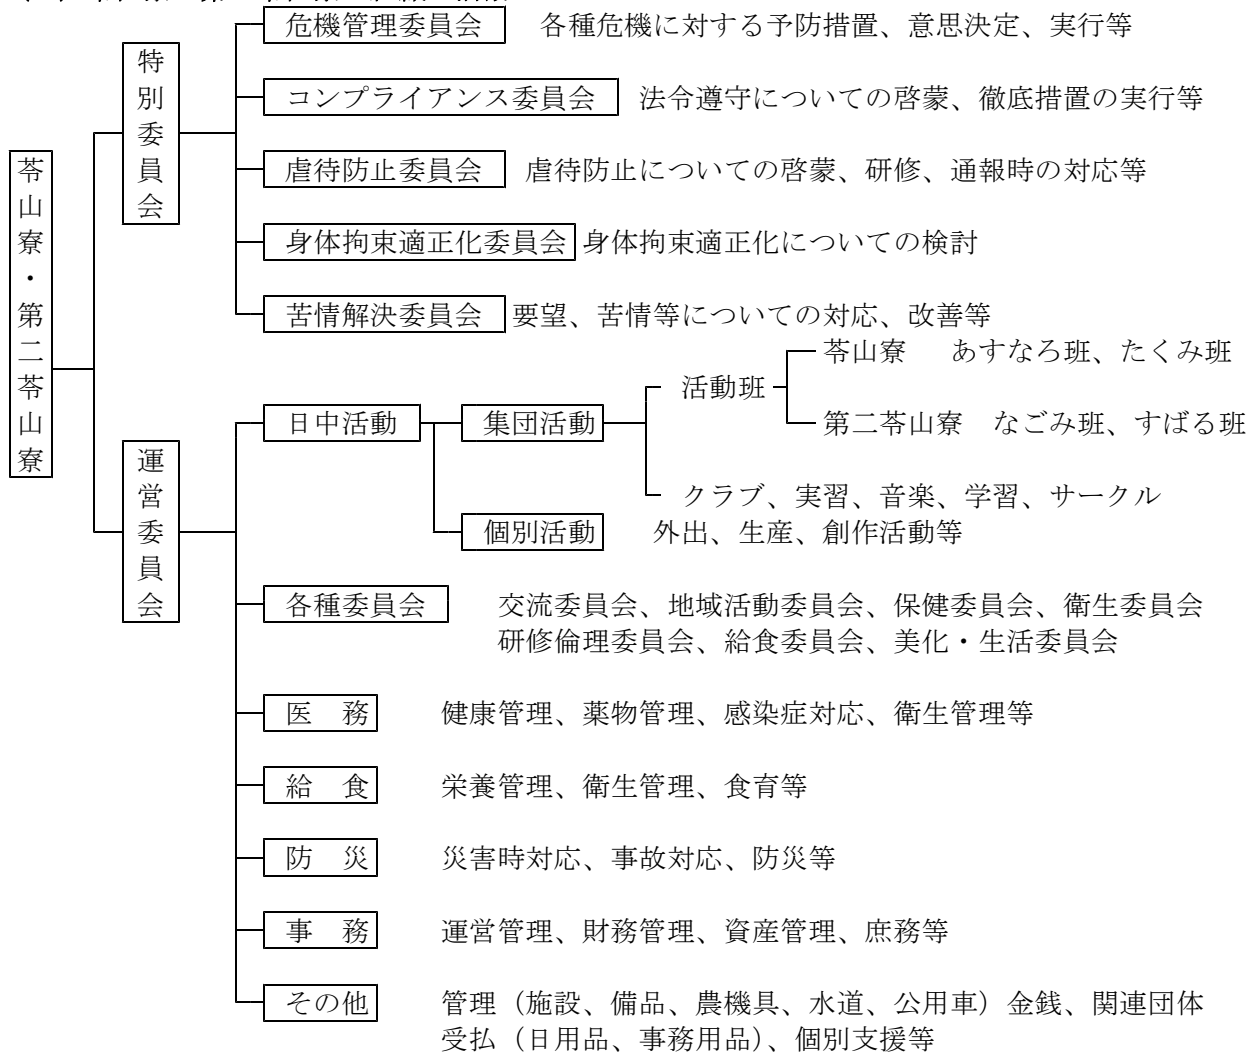 苓山寮・第二苓山寮
特別委員会
危機管理委員会 各種危機に対する予防措置、意思決定、実行等
コンプライアンス委員会 法令遵守についての啓蒙、徹底措置の実行等
虐待防止委員会 虐待防止についての啓蒙、研修、通報時の対応等
身体拘束適正化委員会 身体拘束適正化についての検討
苦情解決委員会 要望、苦情等についての対応、改善等
運営委員会
日中活動
集団活動
活動班
苓山寮 あすなろ班、たくみ班
第二苓山寮 なごみ班、すばる班
クラブ、実習、音楽、学習、サークル
個別活動 外出、生産、創作活動等
各種委員会 交流委員会、地域活動委員会、保健委員会、衛生委員会
研修倫理委員会、給食委員会、美化・生活委員会
医 務 健康管理、薬物管理、感染症対応、衛生管理等
給 食 栄養管理、衛生管理、食育等
防 災 災害時対応、事故対応、防災等
事 務 運営管理、財務管理、資産管理、庶務等
その他 管理（施設、備品、農機具、水道、公用車）金銭、関連団体
受払（日用品、事務用品）、個別支援等